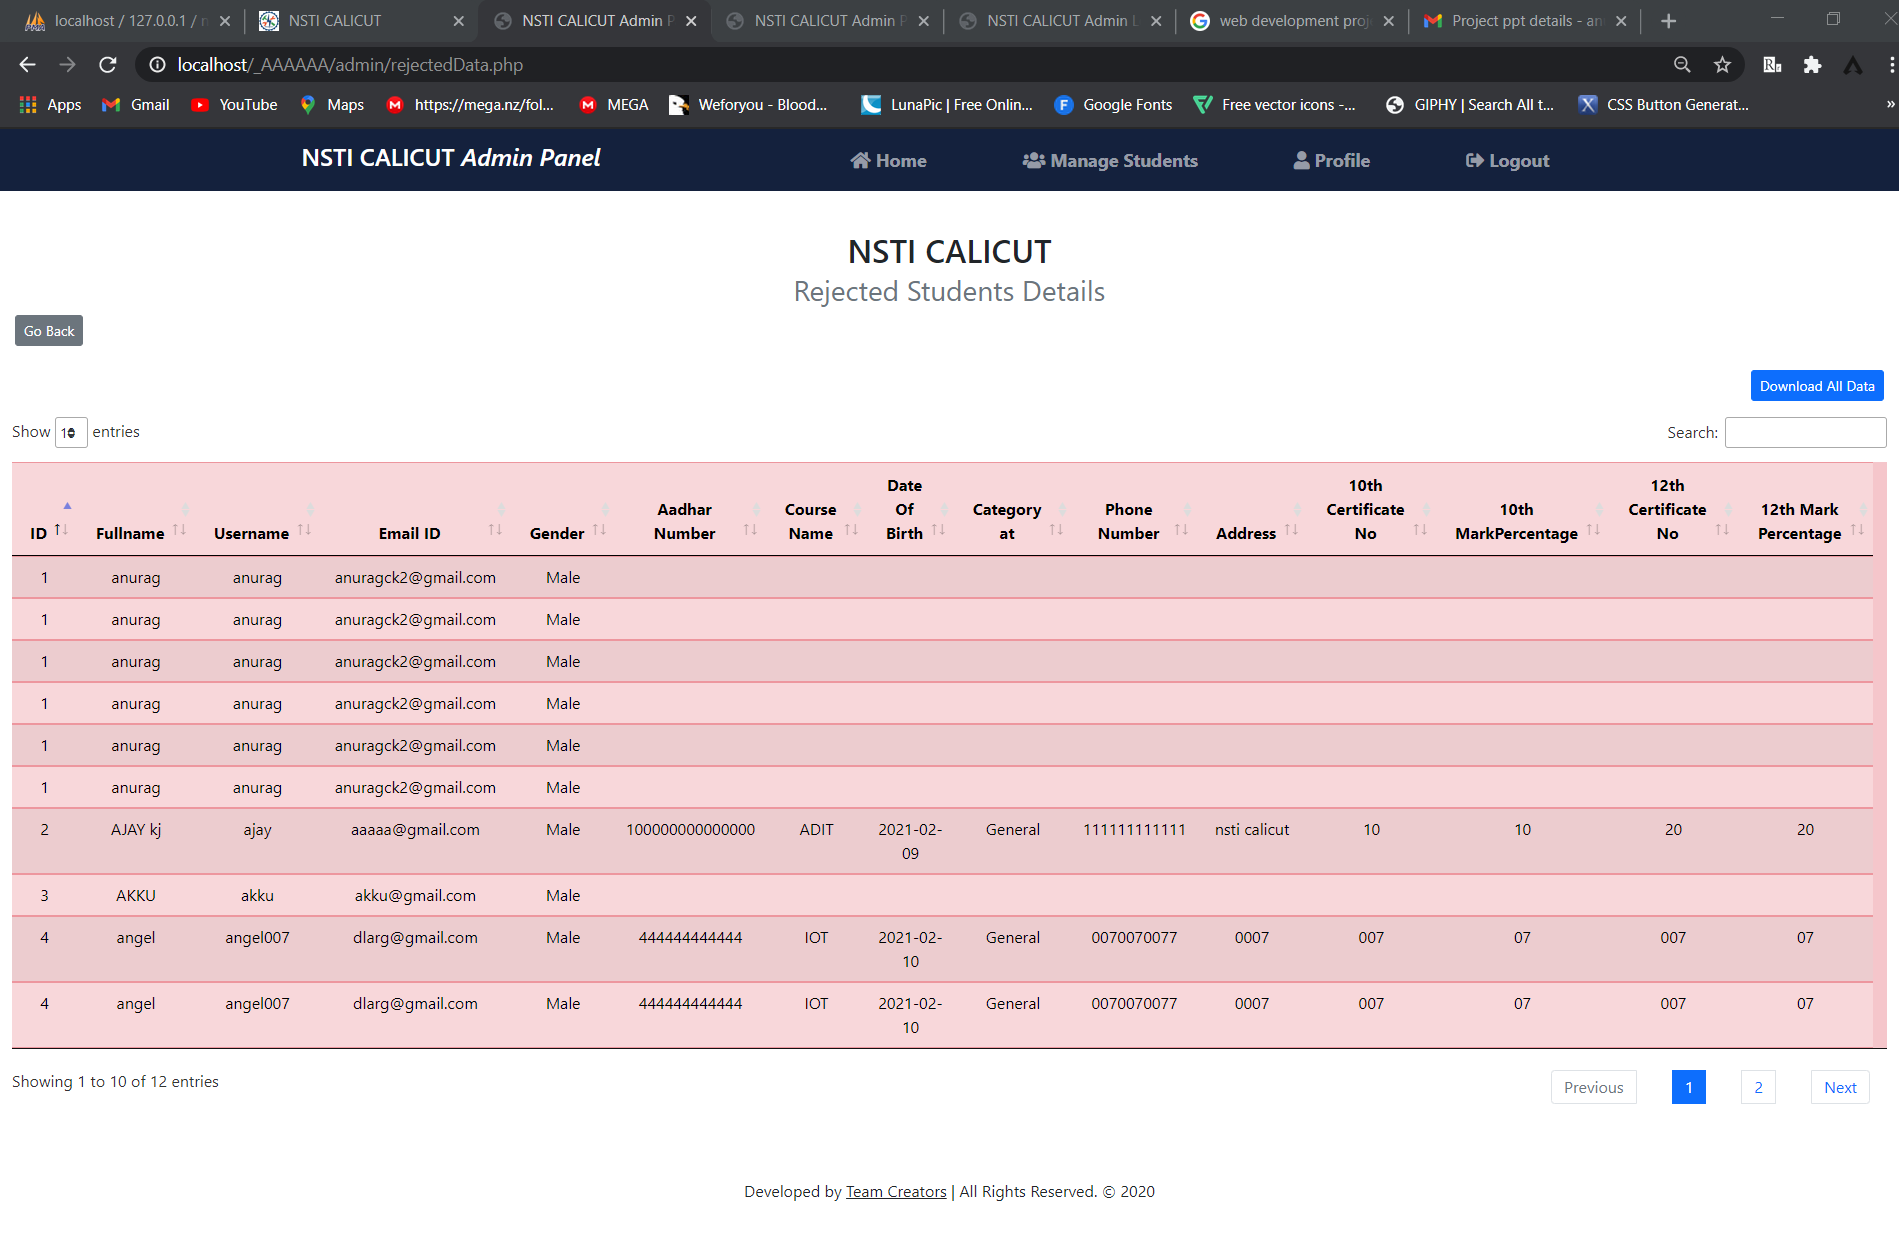 localhost / 127.0.0.1 / n
NSTI CALICUT
NSTI CALICUT Admin P
NSTI CALICUT Admin P
NSTI CALICUT Admin L
web development proj
Project ppt details - an
localhost/_AAAAAA/admin/rejectedData.php
Apps
Gmail
YouTube
Maps
https://mega.nz/fol...
MEGA
Weforyou - Blood...
LunaPic | Free Onlin...
Google Fonts
Free vector icons -...
GIPHY | Search All t...
CSS Button Generat...
»
NSTI CALICUT Admin Panel
Home
Manage Students
Profile
Logout
NSTI CALICUT
Rejected Students Details
Go Back
Download All Data
Show entries
Search:
ID Fullname Username Email ID Gender Aadhar Number Course Name Date Of Birth Category at Phone Number Address 10th Certificate No 10th MarkPercentage 12th Certificate No 12th Mark Percentage
1 anurag anurag anuragck2@gmail.com Male
1 anurag anurag anuragck2@gmail.com Male
1 anurag anurag anuragck2@gmail.com Male
1 anurag anurag anuragck2@gmail.com Male
1 anurag anurag anuragck2@gmail.com Male
1 anurag anurag anuragck2@gmail.com Male
2 AJAY kj ajay aaaaa@gmail.com Male 100000000000000 ADIT 2021-02-09 General 111111111111 nsti calicut 10 10 20 20
3 AKKU akku akku@gmail.com Male
4 angel angel007 dlarg@gmail.com Male 444444444444 IOT 2021-02-10 General 0070070077 0007 007 07 007 07
4 angel angel007 dlarg@gmail.com Male 444444444444 IOT 2021-02-10 General 0070070077 0007 007 07 007 07
Showing 1 to 10 of 12 entries
Previous 1 2 Next
Developed by Team Creators | All Rights Reserved. © 2020